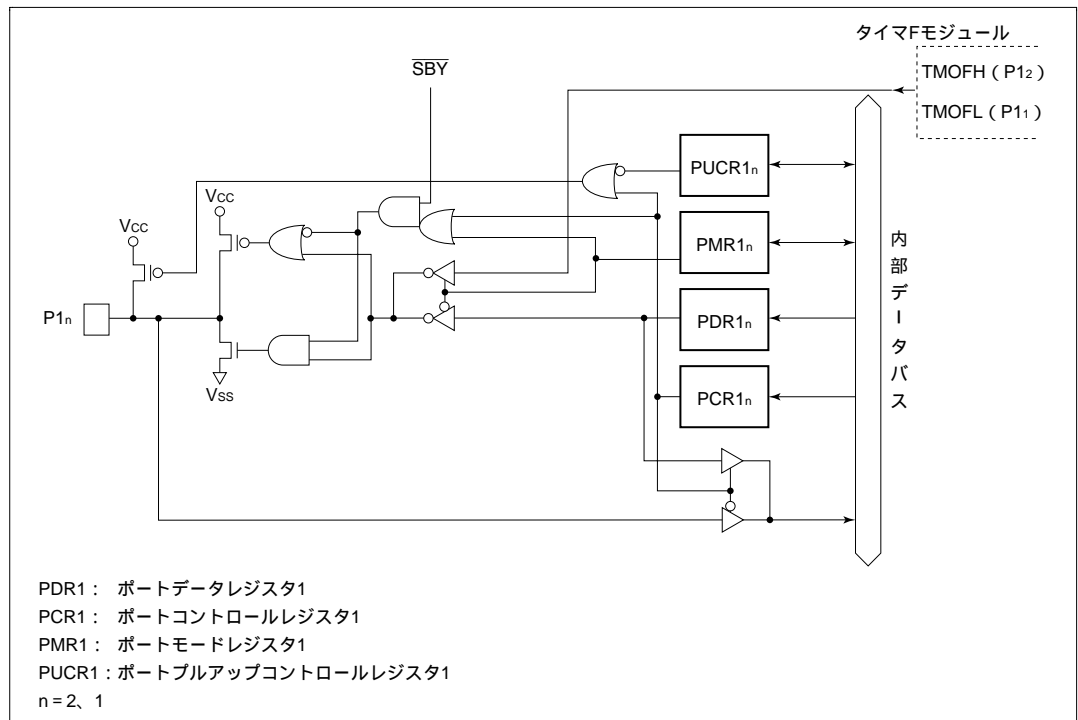 タイマFモジュール
TMOFH（P12）
TMOFL（P11）
SBY
PUCR1n
VCC
VCC
PMR1n
内部データバス
P1n
PDR1n
VSS
PCR1n
PDR1： ポートデータレジスタ1
PCR1： ポートコントロールレジスタ1
PMR1： ポートモードレジスタ1
PUCR1：ポートプルアップコントロールレジスタ1
n = 2、1